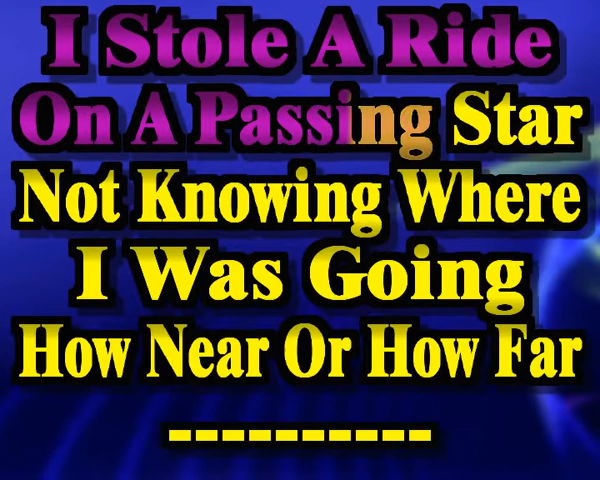 I Stole A Ride
On A Passing Star
Not Knowing Where
I Was Going
How Near Or How Far
----------